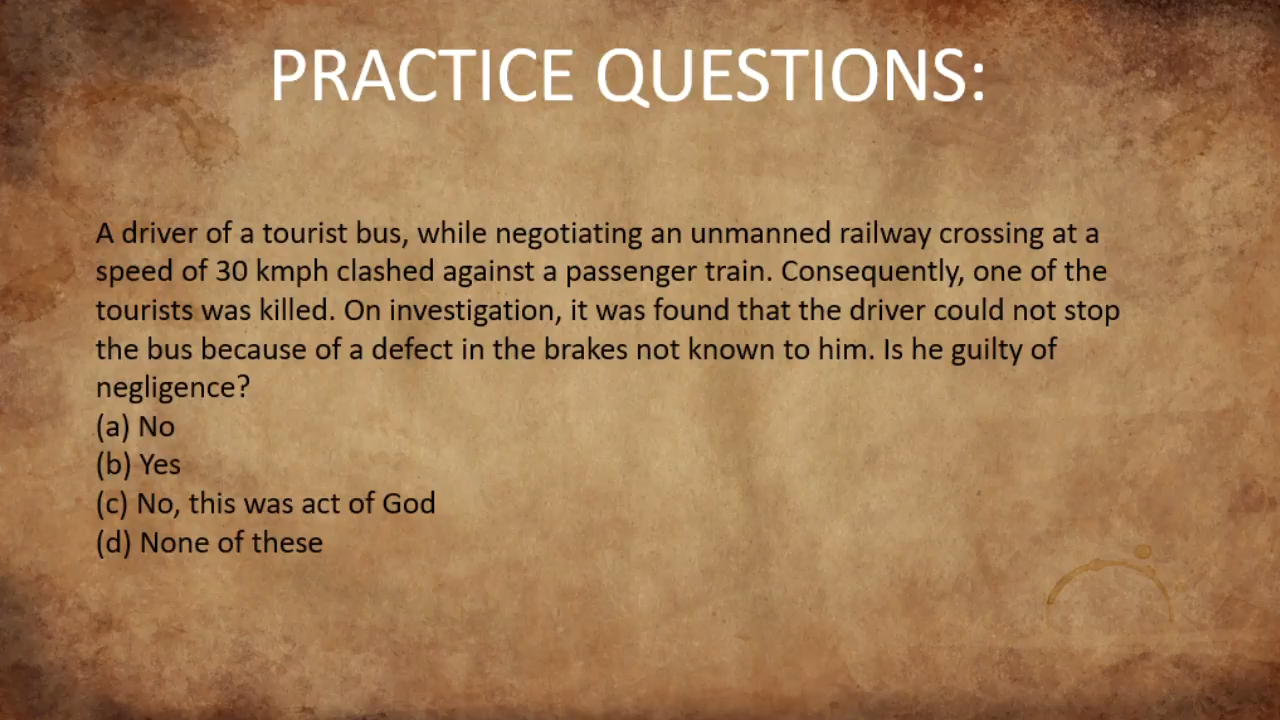 PRACTICE QUESTIONS:
A driver of a tourist bus, while negotiating an unmanned railway crossing at a
speed of 30 kmph clashed against a passenger train. Consequently, one of the
tourists was killed. On investigation, it was found that the driver could not stop
the bus because of a defect in the brakes not known to him. Is he guilty of
negligence?
(a) No
(b) Yes
(c) No, this was act of God
(d) None of these